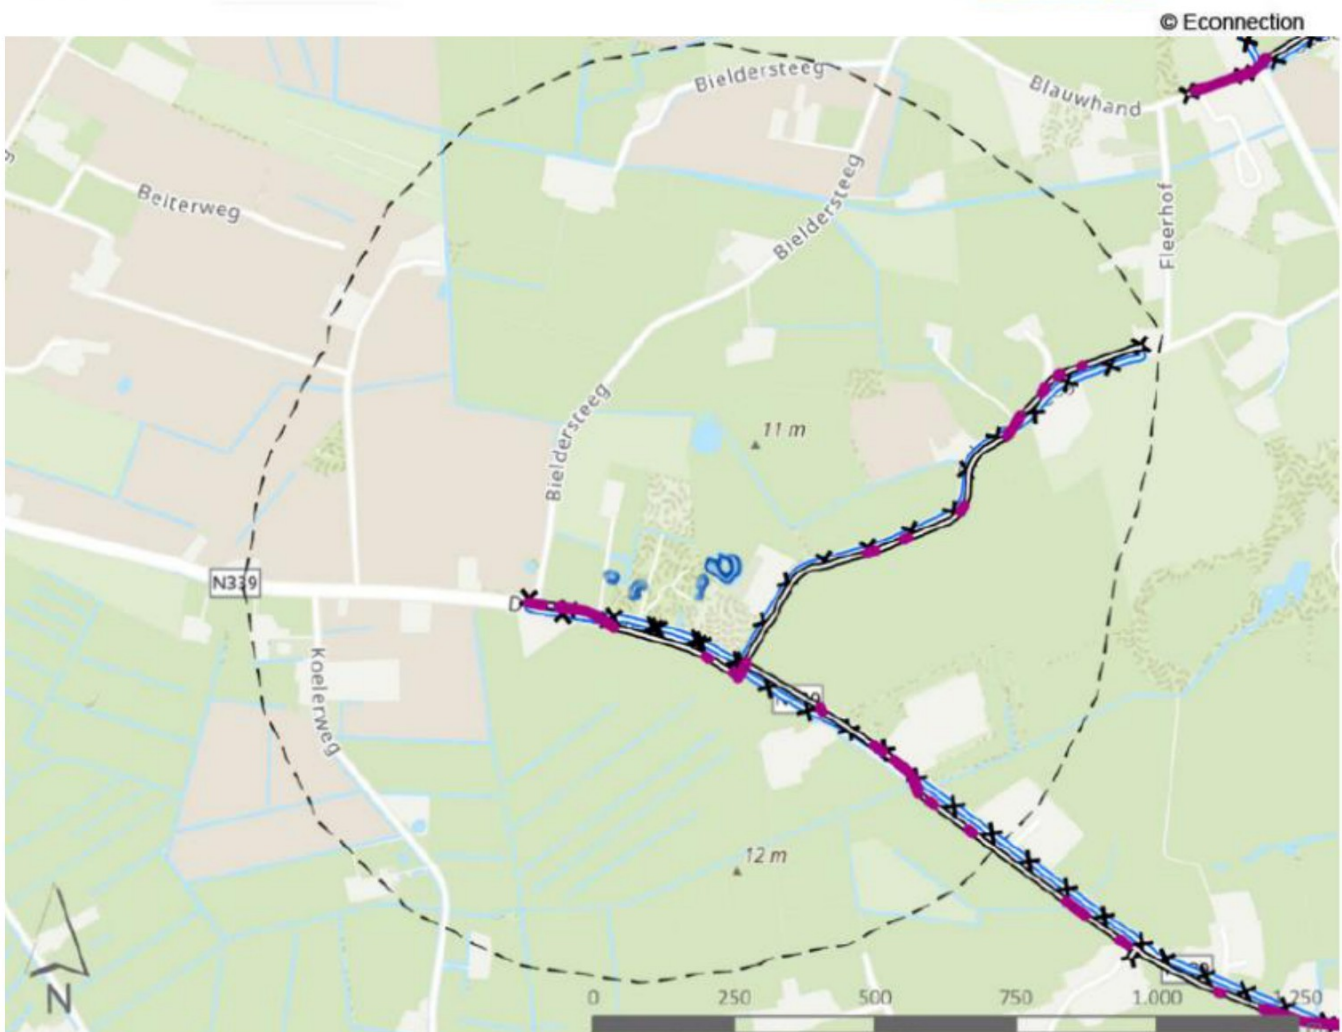 © Econnection
Bieldersteeg
Blauwhand
Beiterweg
Bieldersteeg
Fleerhof
Bieldersteeg
11 m
N339
D
Koelerweg
12 m
N
0 250 500 750 1.000 1.250